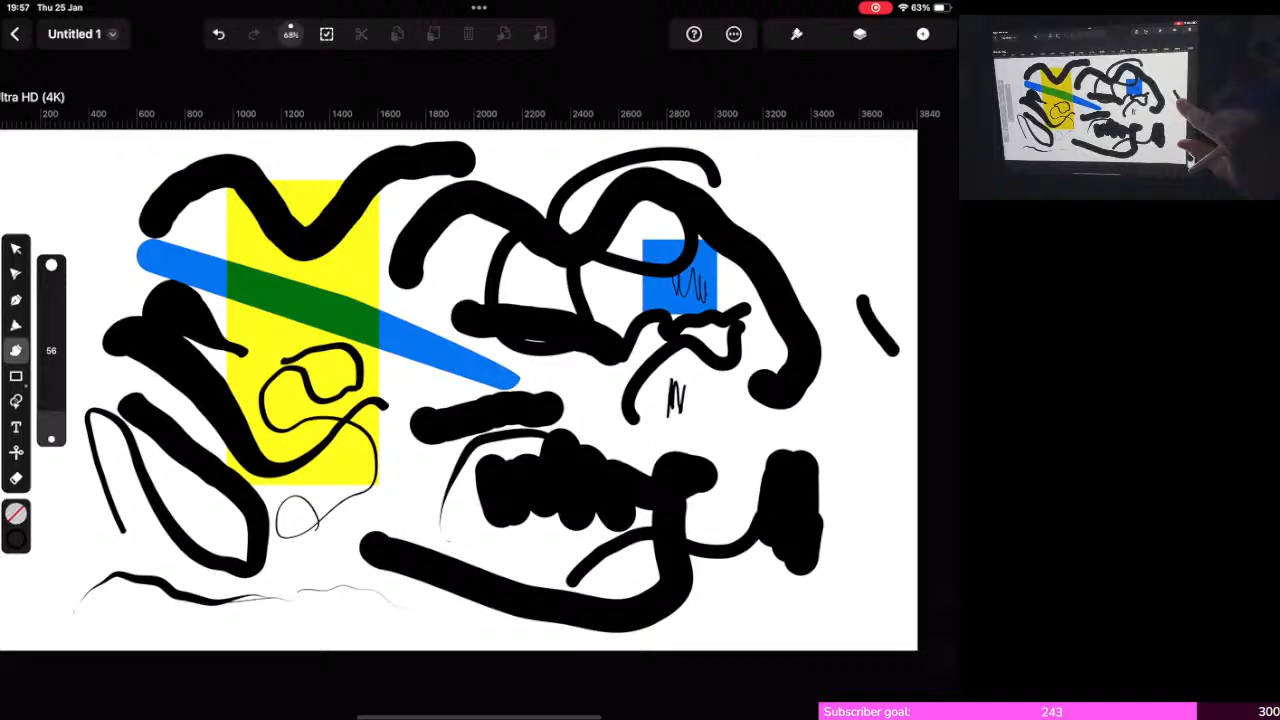 19:57 Thu 25 Jan
63%
Untitled 1
68%
ltra HD (4K)
200 400 600 800 1000 1200 1400 1600 1800 2000 2200 2400 2600 2800 3000 3200 3400 3600 3840
56
T
Subscriber goal: 243 300